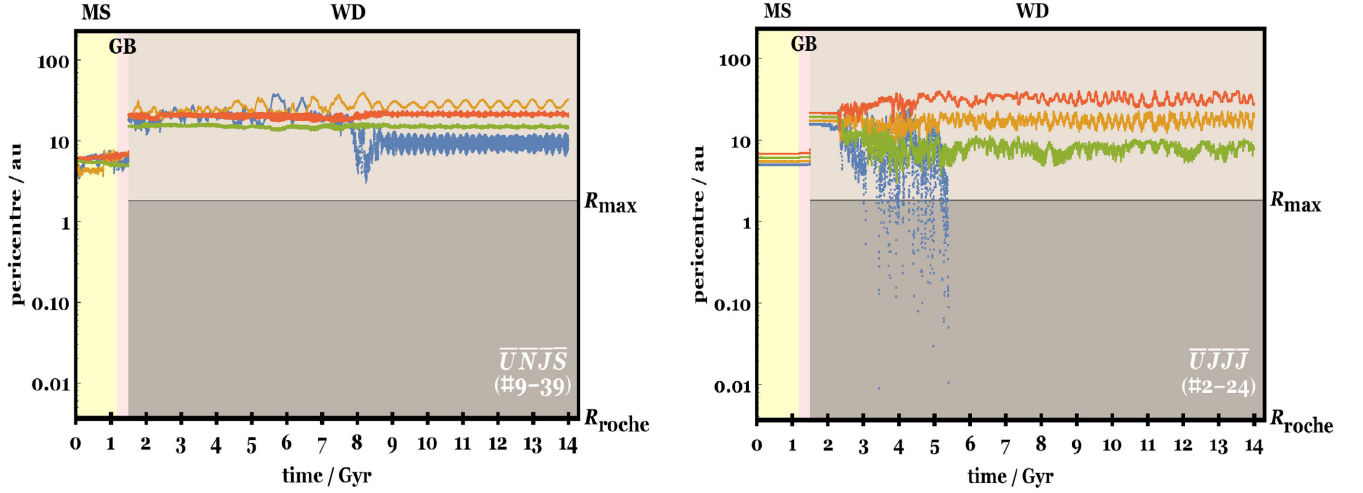 MS WD
GB
100
10
1
0.10
0.01
pericentre / au
R_max
R_roche
U̅N̅J̅S̅
(#9–39)
0 1 2 3 4 5 6 7 8 9 10 11 12 13 14
time / Gyr
MS WD
GB
100
10
1
0.10
0.01
pericentre / au
R_max
R_roche
U̅J̅J̅J̅
(#2–24)
0 1 2 3 4 5 6 7 8 9 10 11 12 13 14
time / Gyr